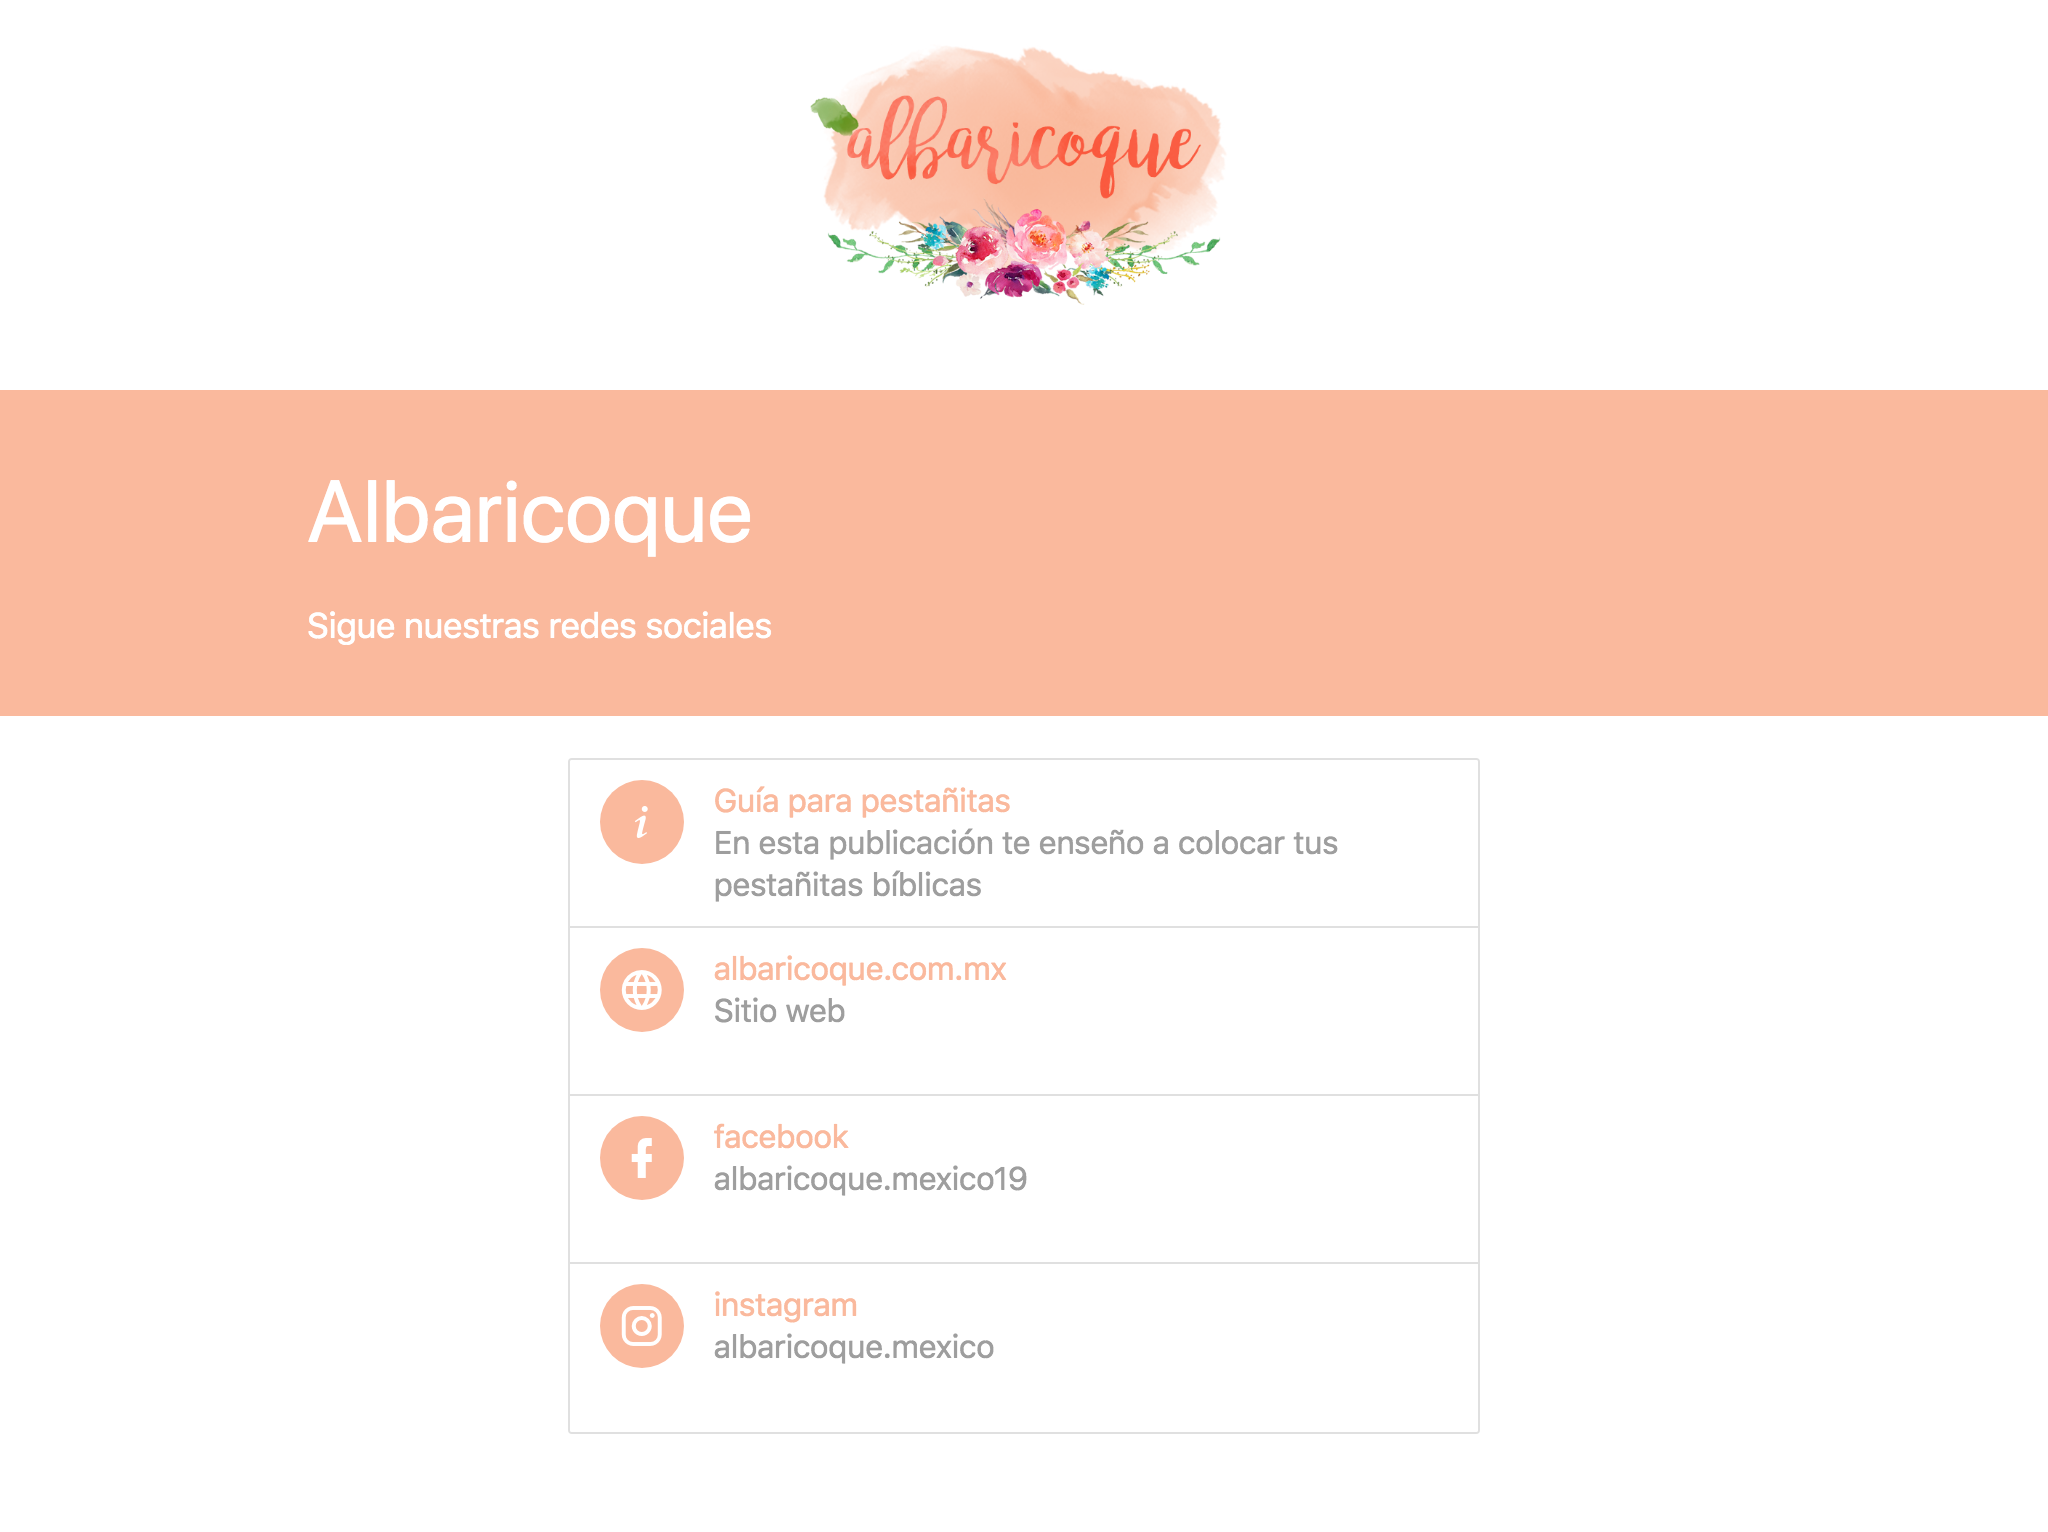 albaricoque
Albaricoque
Sigue nuestras redes sociales
Guía para pestañitas
En esta publicación te enseño a colocar tus
pestañitas bíblicas
albaricoque.com.mx
Sitio web
facebook
albaricoque.mexico19
instagram
albaricoque.mexico